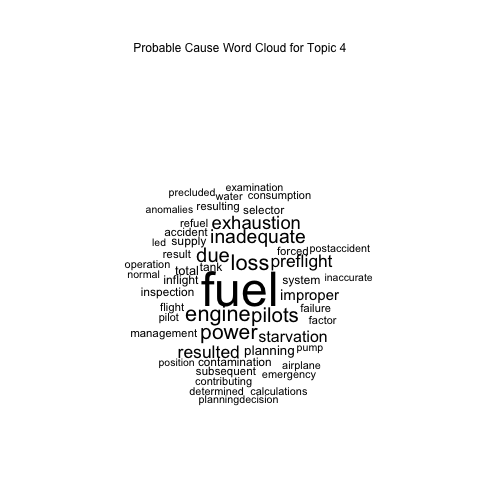 Probable Cause Word Cloud for Topic 4
examination
precluded water consumption
anomalies resulting selector
refuel exhaustion
accident inadequate
led supply
result due loss forced postaccident
operation total tank preflight
normal inflight fuel system inaccurate
inspection improper
flight engine pilots failure
pilot factor
management power starvation
resulted planning pump
position contamination airplane
subsequent emergency
contributing
determined calculations
planning decision